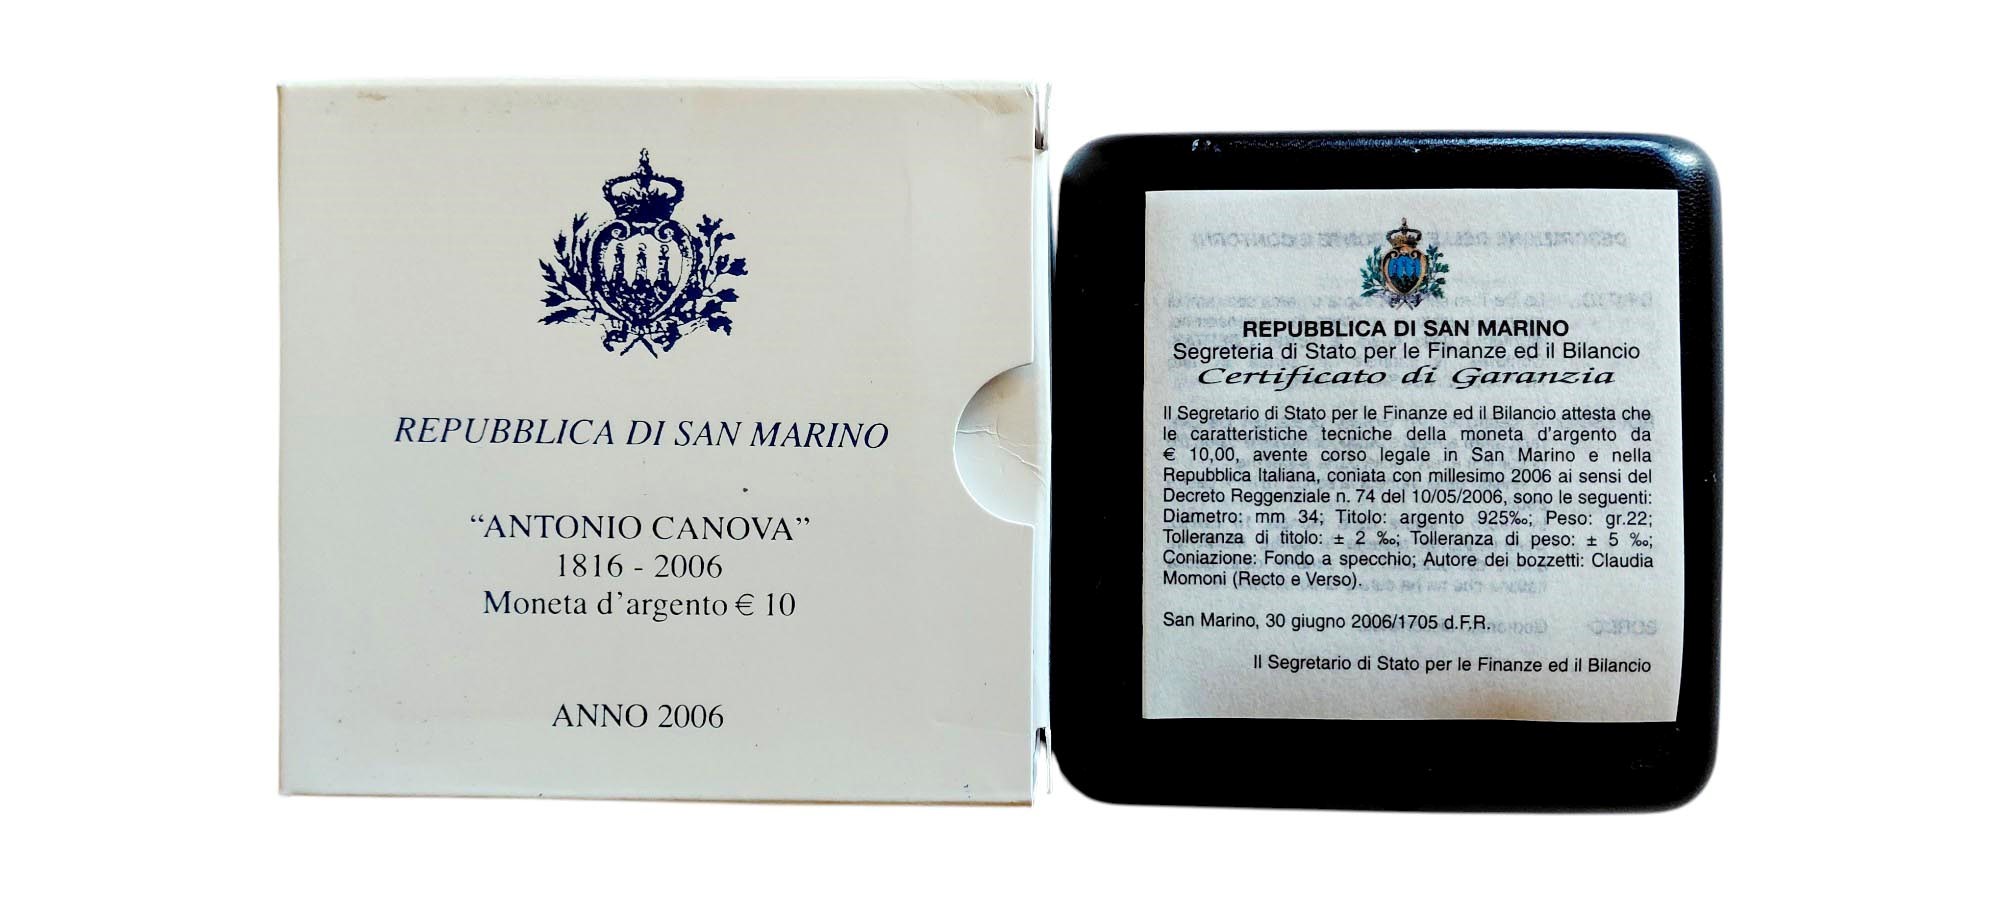 REPUBBLICA DI SAN MARINO
“ANTONIO CANOVA”
1816 - 2006
Moneta d’argento € 10
ANNO 2006
REPUBBLICA DI SAN MARINO
Segreteria di Stato per le Finanze ed il Bilancio
Certificato di Garanzia
Il Segretario di Stato per le Finanze ed il Bilancio attesta che
le caratteristiche tecniche della moneta d’argento da
€ 10,00, avente corso legale in San Marino e nella
Repubblica Italiana, coniata con millesimo 2006 ai sensi del
Decreto Reggenziale n. 74 del 10/05/2006, sono le seguenti:
Diametro: mm 34; Titolo: argento 925‰; Peso: gr.22;
Tolleranza di titolo: ± 2 ‰; Tolleranza di peso: ± 5 ‰;
Coniazione: Fondo a specchio; Autore dei bozzetti: Claudia
Momoni (Recto e Verso).
San Marino, 30 giugno 2006/1705 d.F.R.
Il Segretario di Stato per le Finanze ed il Bilancio